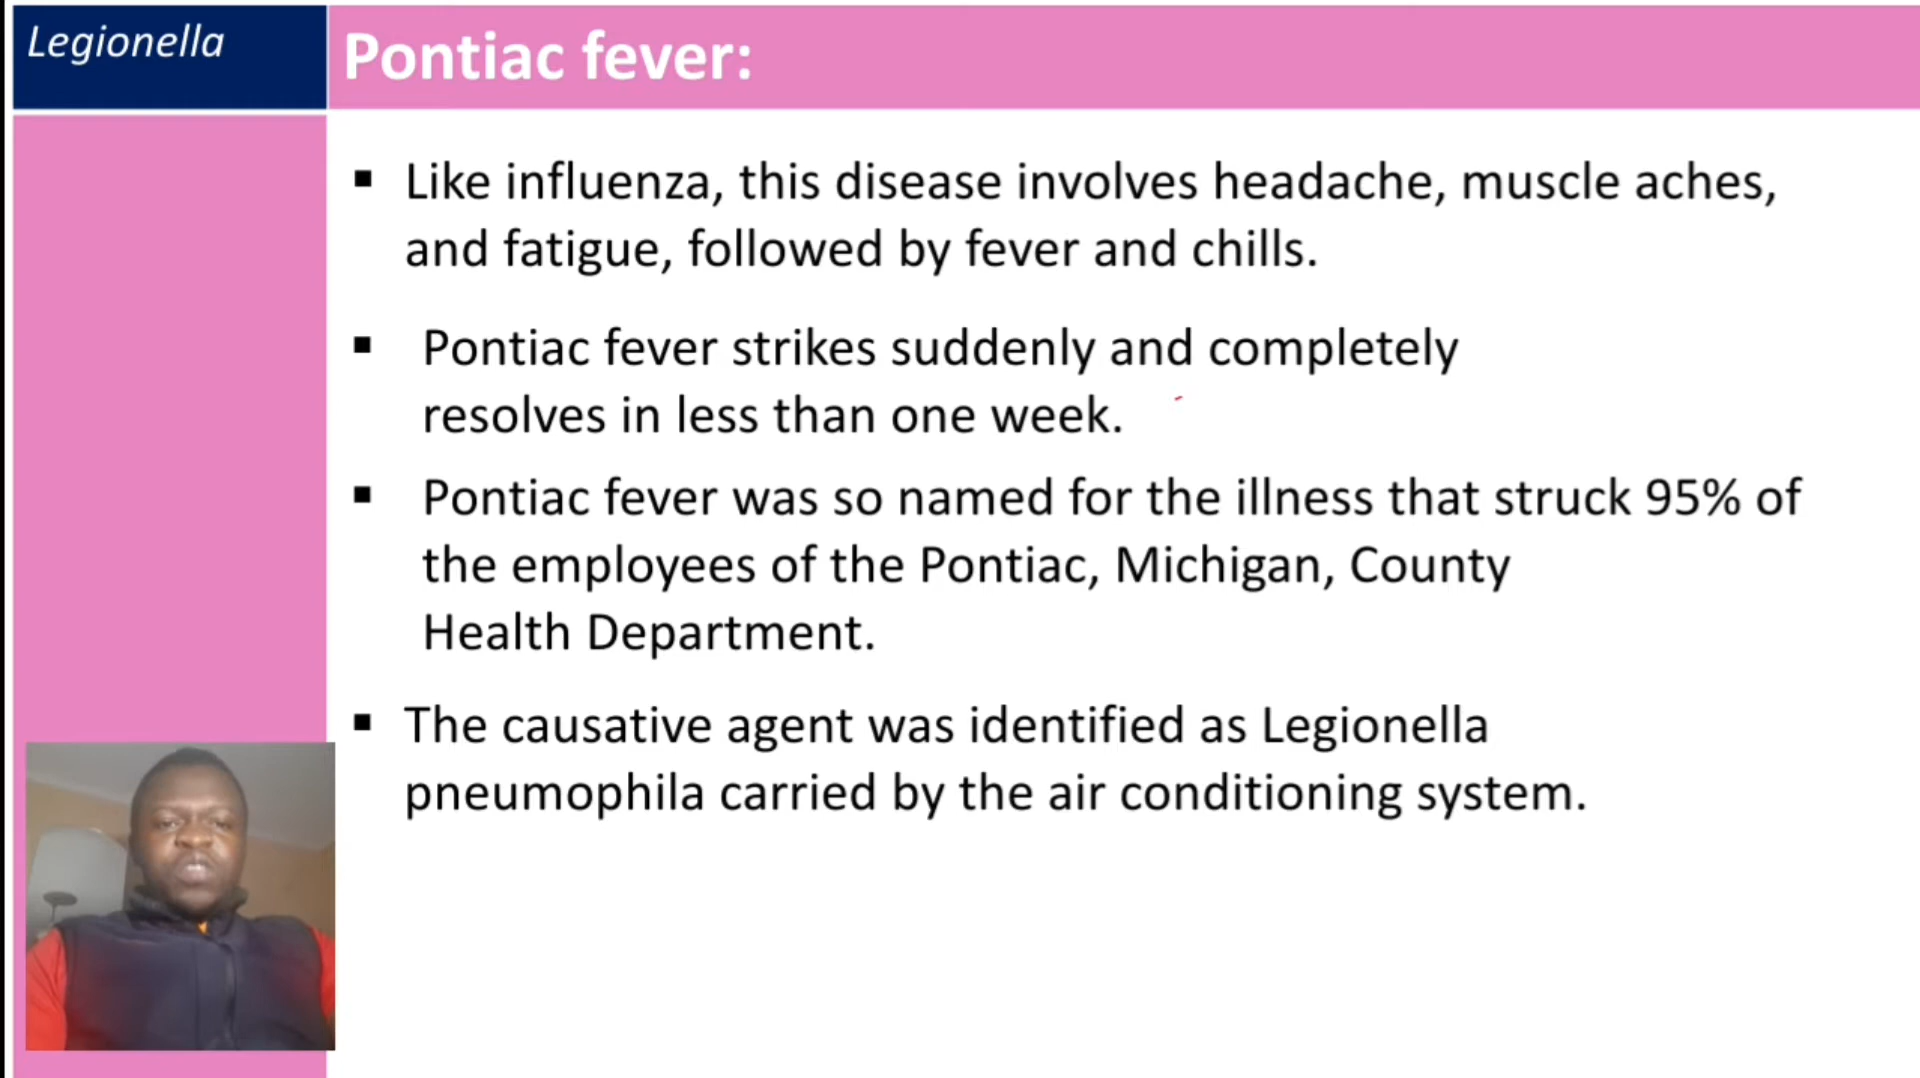 Legionella
Pontiac fever:
▪ Like influenza, this disease involves headache, muscle aches,
and fatigue, followed by fever and chills.
▪ Pontiac fever strikes suddenly and completely
resolves in less than one week.
▪ Pontiac fever was so named for the illness that struck 95% of
the employees of the Pontiac, Michigan, County
Health Department.
▪ The causative agent was identified as Legionella
pneumophila carried by the air conditioning system.